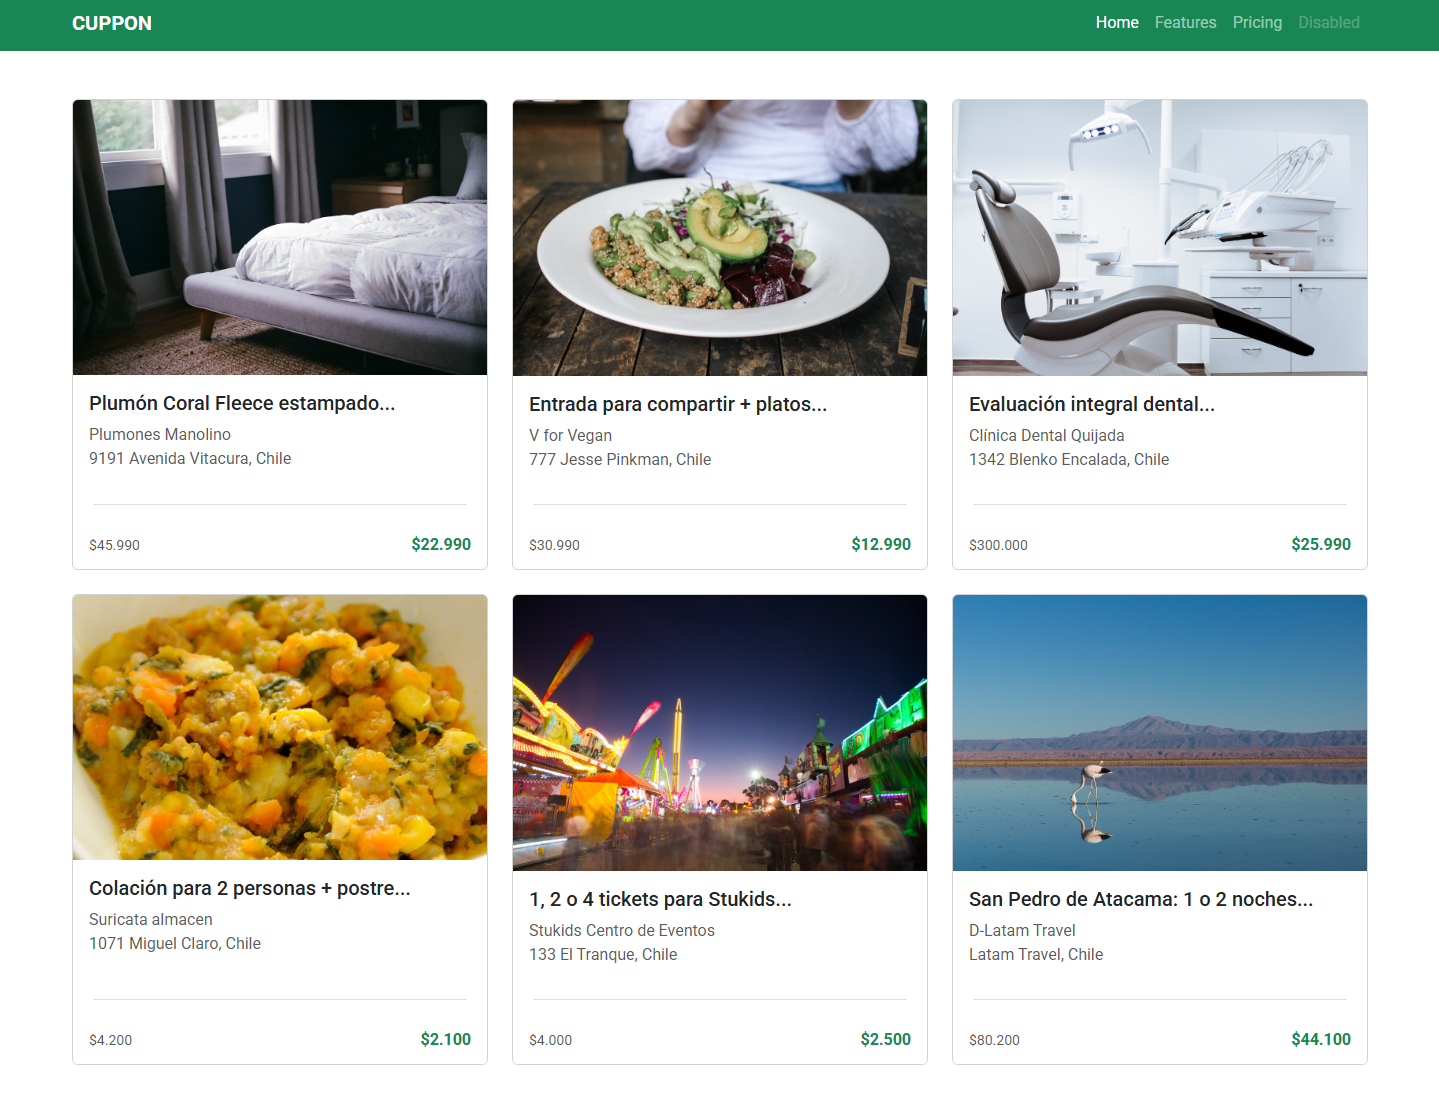 CUPPON
Home Features Pricing Disabled
Plumón Coral Fleece estampado...
Plumones Manolino
9191 Avenida Vitacura, Chile
$45.990 $22.990
Entrada para compartir + platos...
V for Vegan
777 Jesse Pinkman, Chile
$30.990 $12.990
Evaluación integral dental...
Clínica Dental Quijada
1342 Blenko Encalada, Chile
$300.000 $25.990
Colación para 2 personas + postre...
Suricata almacen
1071 Miguel Claro, Chile
$4.200 $2.100
1, 2 o 4 tickets para Stukids...
Stukids Centro de Eventos
133 El Tranque, Chile
$4.000 $2.500
San Pedro de Atacama: 1 o 2 noches...
D-Latam Travel
Latam Travel, Chile
$80.200 $44.100